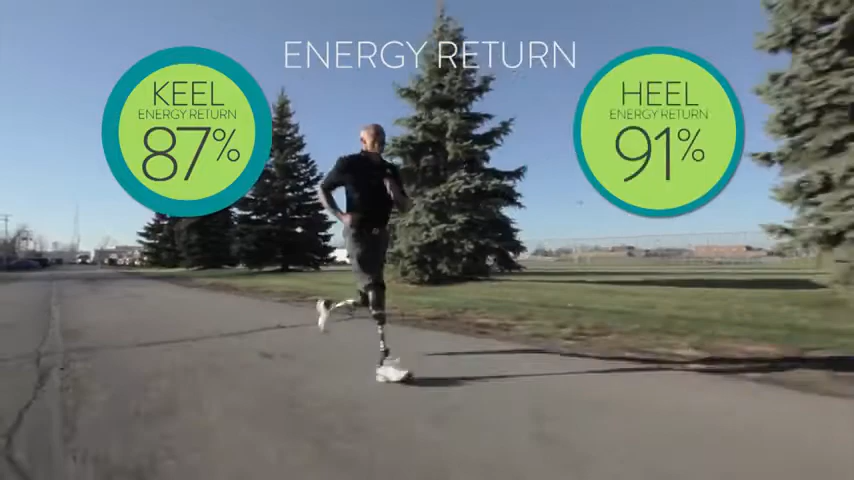 ENERGY RETURN
KEEL
ENERGY RETURN
87%
HEEL
ENERGY RETURN
91%